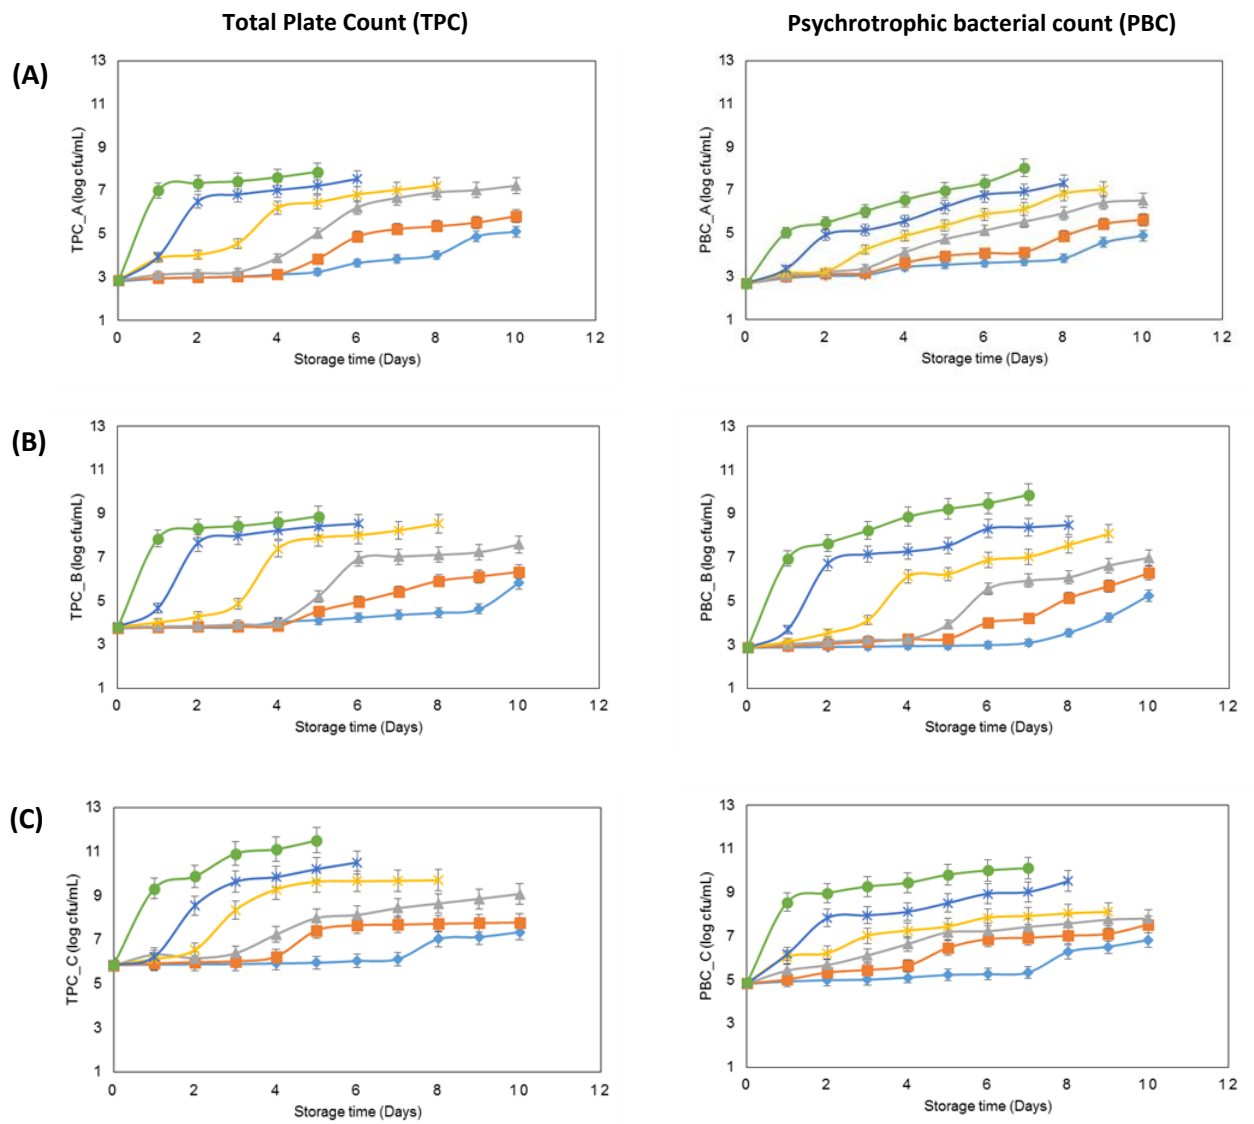 Total Plate Count (TPC)
Psychrotrophic bacterial count (PBC)
(A)
TPC_A (log cfu/mL)
13
11
9
7
5
3
1
0 2 4 6 8 10 12
Storage time (Days)
PBC_A (log cfu/mL)
13
11
9
7
5
3
1
0 2 4 6 8 10 12
Storage time (Days)
(B)
TPC_B (log cfu/mL)
13
11
9
7
5
3
1
0 2 4 6 8 10 12
Storage time (Days)
PBC_B (log cfu/mL)
13
11
9
7
5
3
1
0 2 4 6 8 10 12
Storage time (Days)
(C)
TPC_C (log cfu/mL)
13
11
9
7
5
3
1
0 2 4 6 8 10 12
Storage time (Days)
PBC_C (log cfu/mL)
13
11
9
7
5
3
1
0 2 4 6 8 10 12
Storage time (Days)